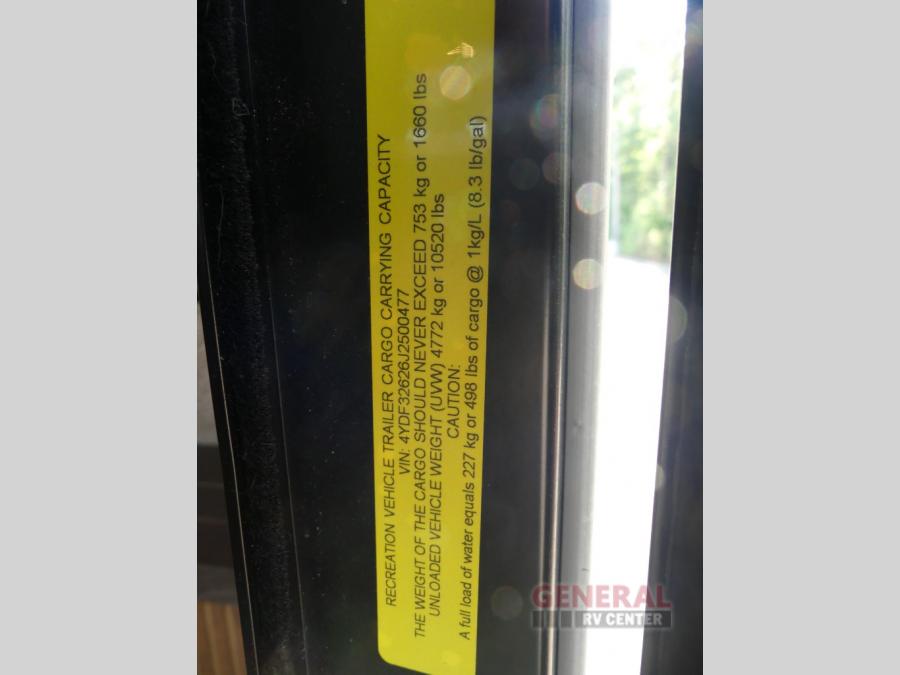 RECREATION VEHICLE TRAILER CARGO CARRYING CAPACITY
VIN: 4YDF32626J2500477
THE WEIGHT OF THE CARGO SHOULD NEVER EXCEED 753 kg or 1660 lbs
UNLOADED VEHICLE WEIGHT (UVW) 4772 kg or 10520 lbs
CAUTION:
A full load of water equals 227 kg or 498 lbs of cargo @ 1kg/L (8.3 lb/gal)
GENERAL
RV CENTER